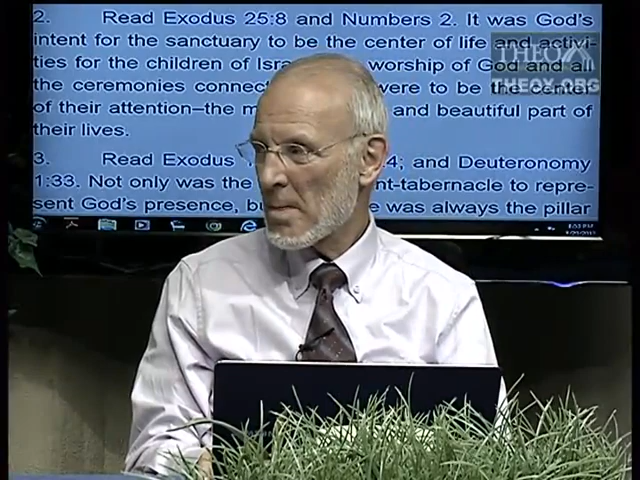 2. Read Exodus 25:8 and Numbers 2. It was God's
intent for the sanctuary to be the center of life and activi-
ties for the children of Isra worship of God and all
the ceremonies connec were to be the center
of their attention–the m and beautiful part of
their lives.
3. Read Exodus 4; and Deuteronomy
1:33. Not only was the nt-tabernacle to repre-
sent God's presence, bu was always the pillar
THEO
THEOX.ORG